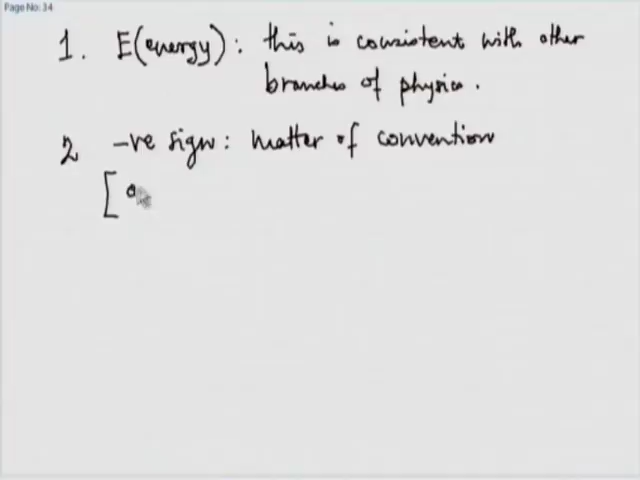 Page No: 34
1. E(energy): this is consistent with other
branches of physics.
2 -ve sign: matter of convention
[